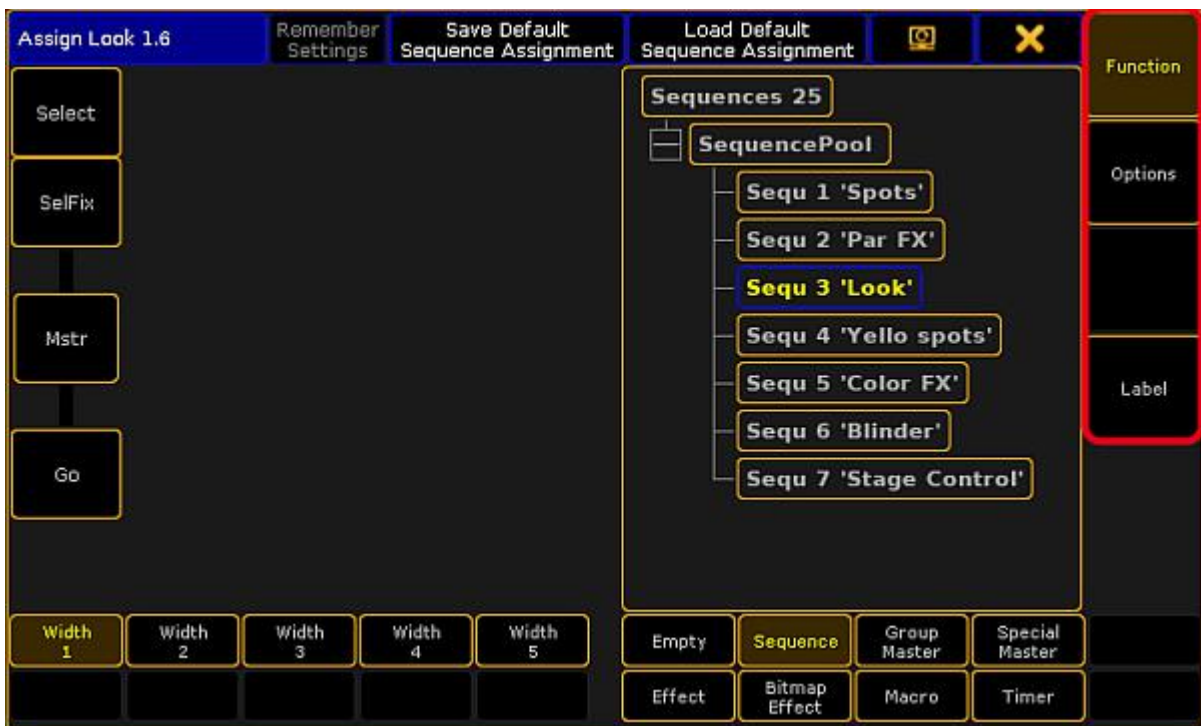 Assign Look 1.6
Remember
Settings
Save Default
Sequence Assignment
Load Default
Sequence Assignment
Function
Options
Label
Select
SelFix
Mstr
Go
Sequences 25
SequencePool
Sequ 1 'Spots'
Sequ 2 'Par FX'
Sequ 3 'Look'
Sequ 4 'Yello spots'
Sequ 5 'Color FX'
Sequ 6 'Blinder'
Sequ 7 'Stage Control'
Width
1
Width
2
Width
3
Width
4
Width
5
Empty
Sequence
Group
Master
Special
Master
Effect
Bitmap
Effect
Macro
Timer